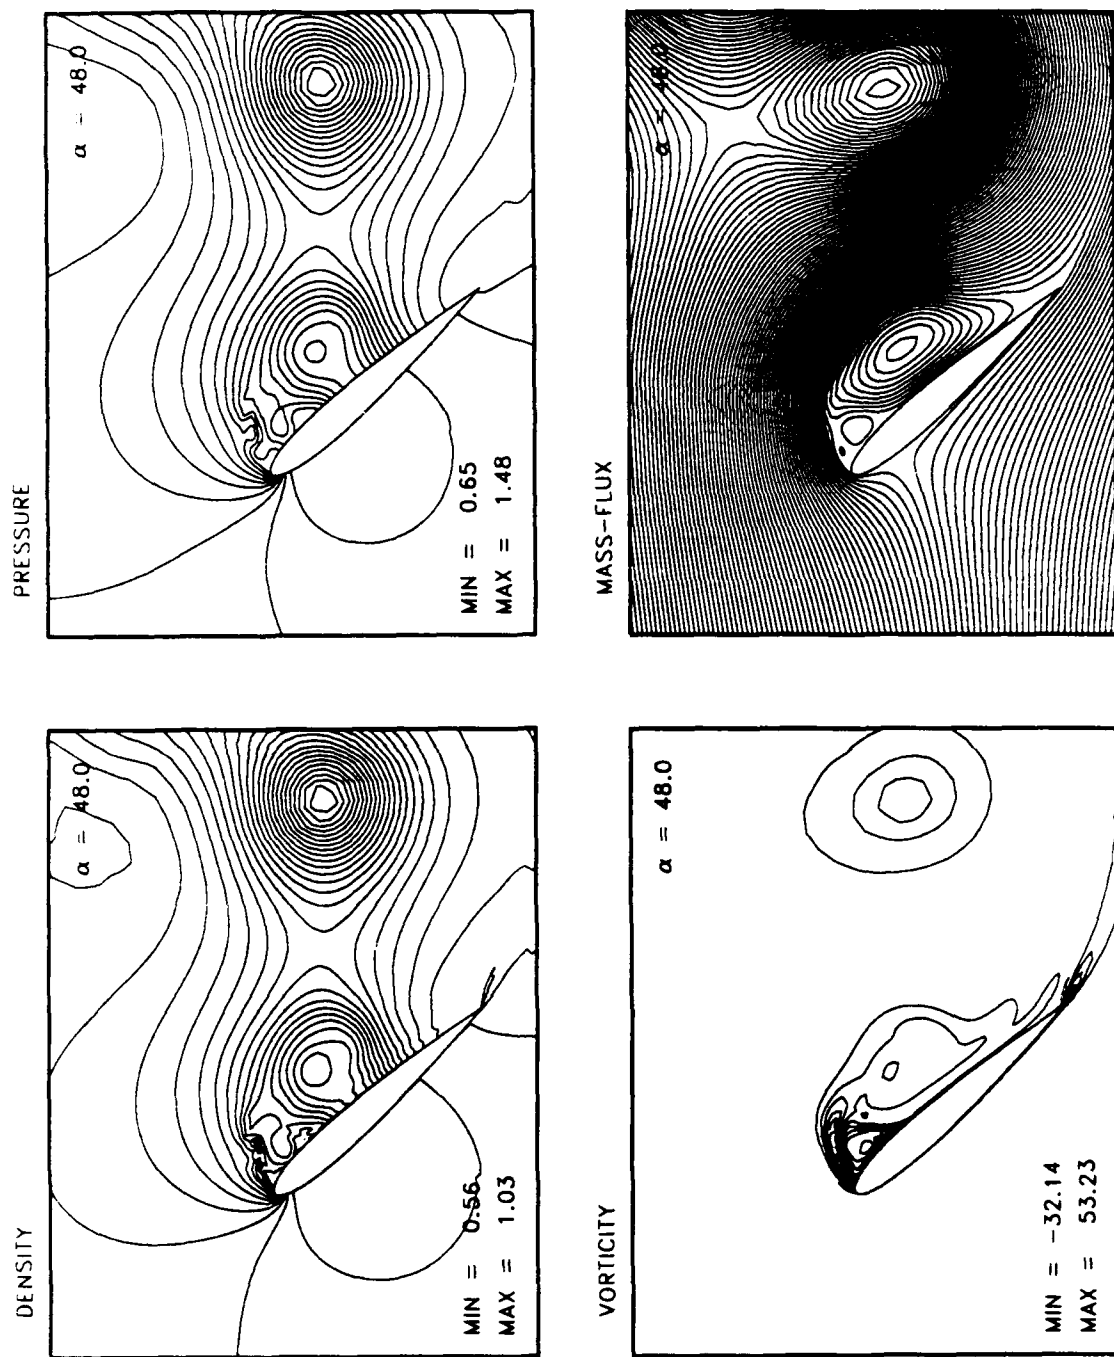 DENSITY
α = 48.0
MIN = 0.56
MAX = 1.03
PRESSURE
α = 48.0
MIN = 0.65
MAX = 1.48
VORTICITY
α = 48.0
MIN = -32.14
MAX = 53.23
MASS-FLUX
α = 48.0